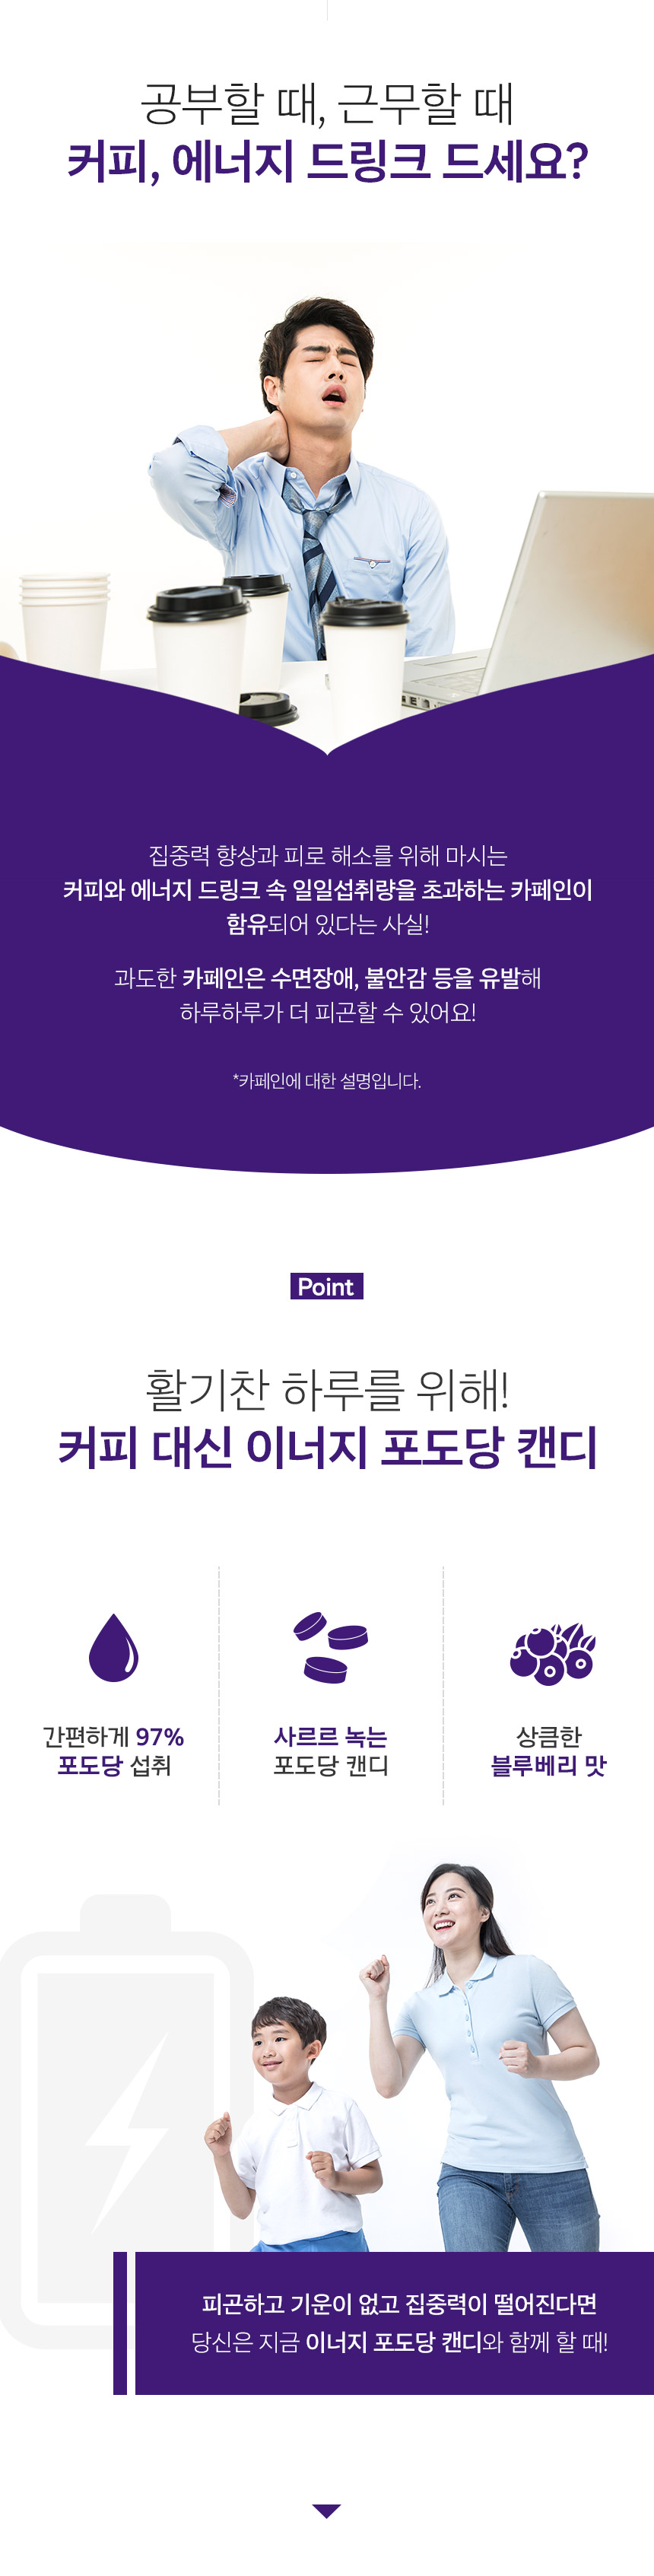 공부할 때, 근무할 때
커피, 에너지 드링크 드세요?
집중력 향상과 피로 해소를 위해 마시는
커피와 에너지 드링크 속 일일섭취량을 초과하는 카페인이
함유되어 있다는 사실!
과도한 카페인은 수면장애, 불안감 등을 유발해
하루하루가 더 피곤할 수 있어요!
*카페인에 대한 설명입니다.
Point
활기찬 하루를 위해!
커피 대신 이너지 포도당 캔디
간편하게 97%
포도당 섭취
사르르 녹는
포도당 캔디
상큼한
블루베리 맛
피곤하고 기운이 없고 집중력이 떨어진다면
당신은 지금 이너지 포도당 캔디와 함께 할 때!